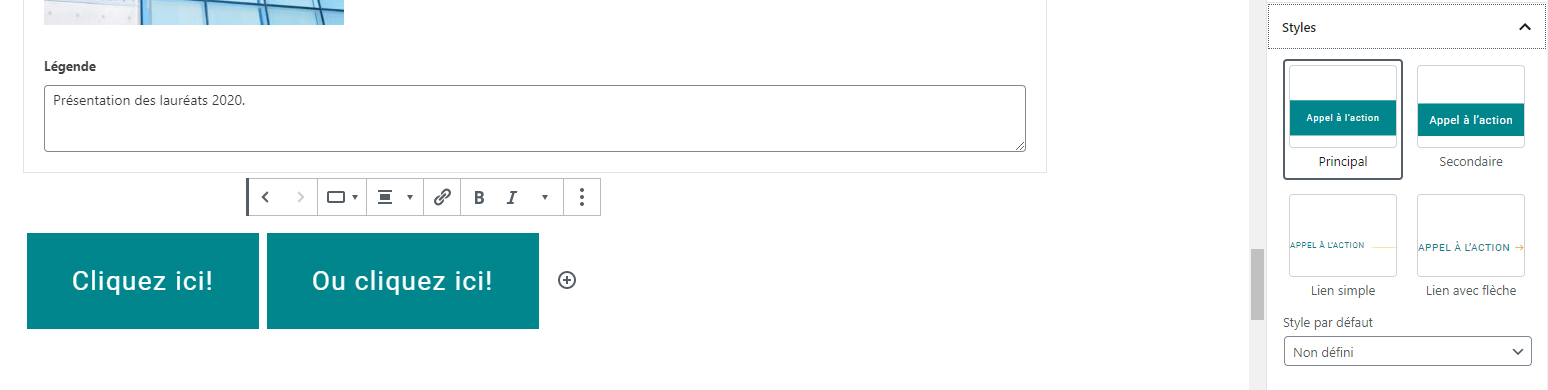 Légende
Présentation des lauréats 2020.
B I
Cliquez ici!
Ou cliquez ici!
Styles
Appel à l'action
Principal
Appel à l'action
Secondaire
APPEL À L'ACTION
Lien simple
APPEL À L'ACTION →
Lien avec flèche
Style par défaut
Non défini